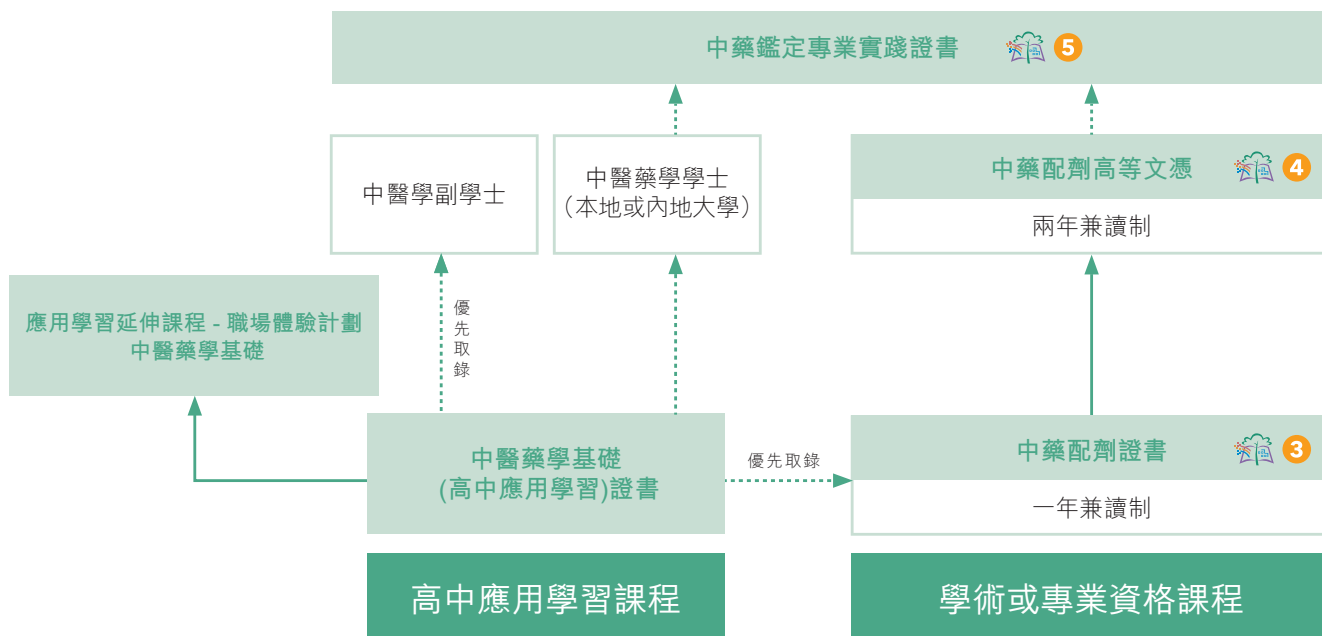 中藥鑑定專業實踐證書 5
中醫學副學士
中醫藥學學士
（本地或內地大學）
中藥配劑高等文憑 4
兩年兼讀制
應用學習延伸課程 - 職場體驗計劃
中醫藥學基礎
優先取錄
中醫藥學基礎
(高中應用學習)證書
優先取錄
中藥配劑證書 3
一年兼讀制
高中應用學習課程
學術或專業資格課程